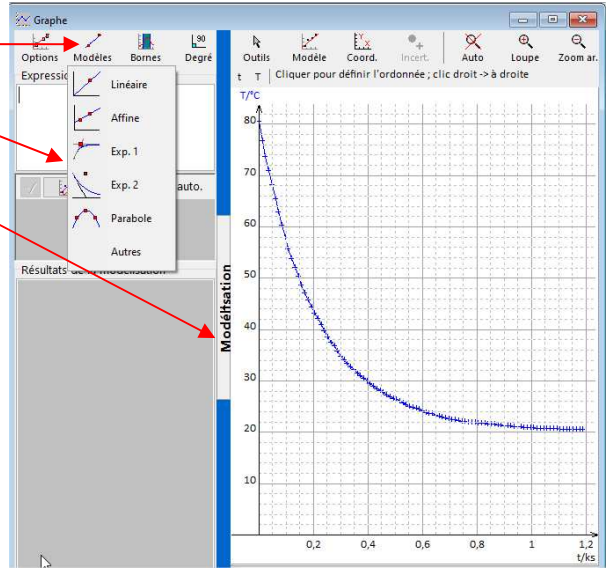 Graphe
Options Modèles Bornes Degré
90
Outils Modèle Coord. Incert. Auto Loupe Zoom ar.
t T Cliquer pour définir l'ordonnée ; clic droit -> à droite
Linéaire
Affine
Exp. 1
Exp. 2
Parabole
Autres
auto.
Résultats de la modélisation
Modélisation
T/°C
80
70
60
50
40
30
20
10
0,2 0,4 0,6 0,8 1 1,2
t/ks